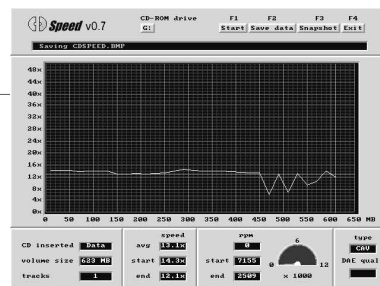 CD Speed v0.7
CD-ROM drive
G:
F1 F2 F3 F4
Start Save data Snapshot Exit
Saving CDSPEED.BMP
48x
44x
40x
36x
32x
28x
24x
20x
16x
12x
8x
4x
0x
0 50 100 150 200 250 300 350 400 450 500 550 600 650 MB
CD inserted Data
volume size 623 MB
tracks 1
speed
avg 13.1x
start 14.3x
end 12.1x
rpm
0
start 7155
end 2509
0 6 12
x 1000
type
CAV
DAE qual